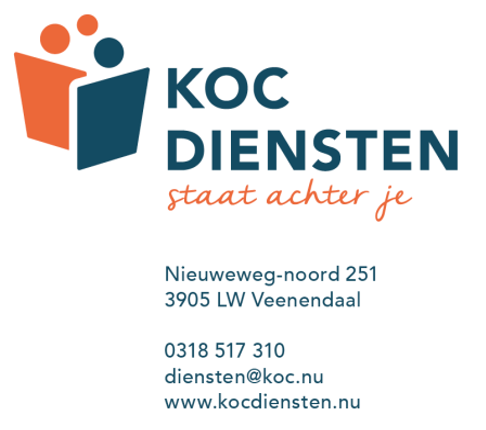 KOC
DIENSTEN
staat achter je
Nieuweweg-noord 251
3905 LW Veenendaal
0318 517 310
diensten@koc.nu
www.kocdiensten.nu